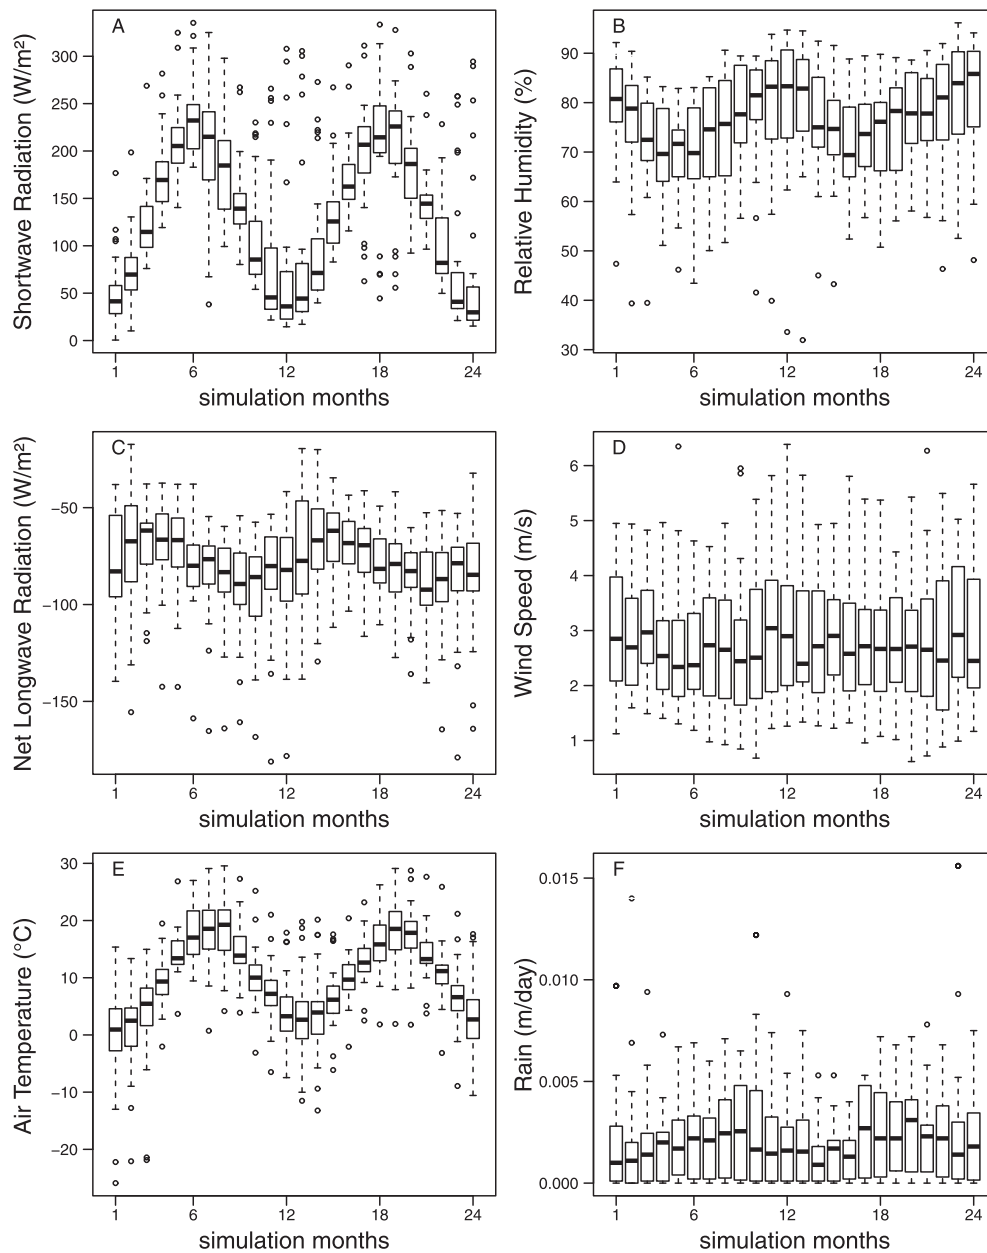 A
Shortwave Radiation (W/m²)
300
250
200
150
100
50
0
1 6 12 18 24
simulation months
B
Relative Humidity (%)
90
80
70
60
50
40
30
1 6 12 18 24
simulation months
C
Net Longwave Radiation (W/m²)
−50
−100
−150
1 6 12 18 24
simulation months
D
Wind Speed (m/s)
6
5
4
3
2
1
1 6 12 18 24
simulation months
E
Air Temperature (°C)
30
20
10
0
−10
−20
1 6 12 18 24
simulation months
F
Rain (m/day)
0.015
0.010
0.005
0.000
1 6 12 18 24
simulation months